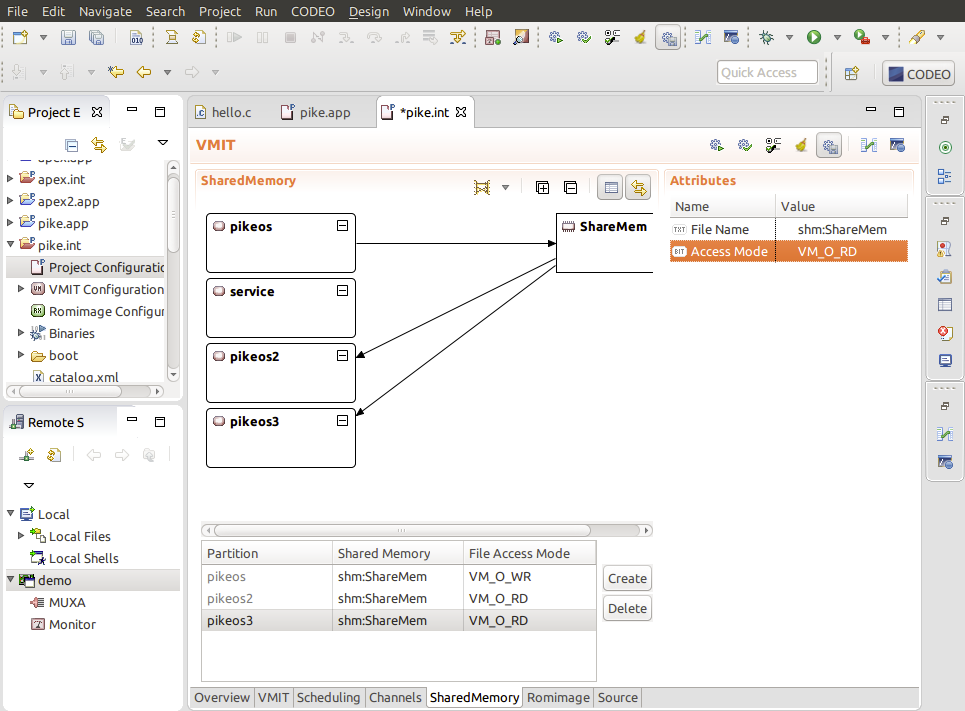 File Edit Navigate Search Project Run CODEO Design Window Help
Quick Access
CODEO
Project E
apex.app
apex.int
apex2.app
pike.app
pike.int
Project Configuratio
VMIT Configuration
Romimage Configur
Binaries
boot
catalog.xml
Remote S
Local
Local Files
Local Shells
demo
MUXA
Monitor
hello.c
pike.app
*pike.int
VMIT
SharedMemory
pikeos
service
pikeos2
pikeos3
ShareMem
Attributes
Name Value
File Name shm:ShareMem
Access Mode VM_O_RD
Partition Shared Memory File Access Mode
pikeos shm:ShareMem VM_O_WR
pikeos2 shm:ShareMem VM_O_RD
pikeos3 shm:ShareMem VM_O_RD
Create
Delete
Overview VMIT Scheduling Channels SharedMemory Romimage Source